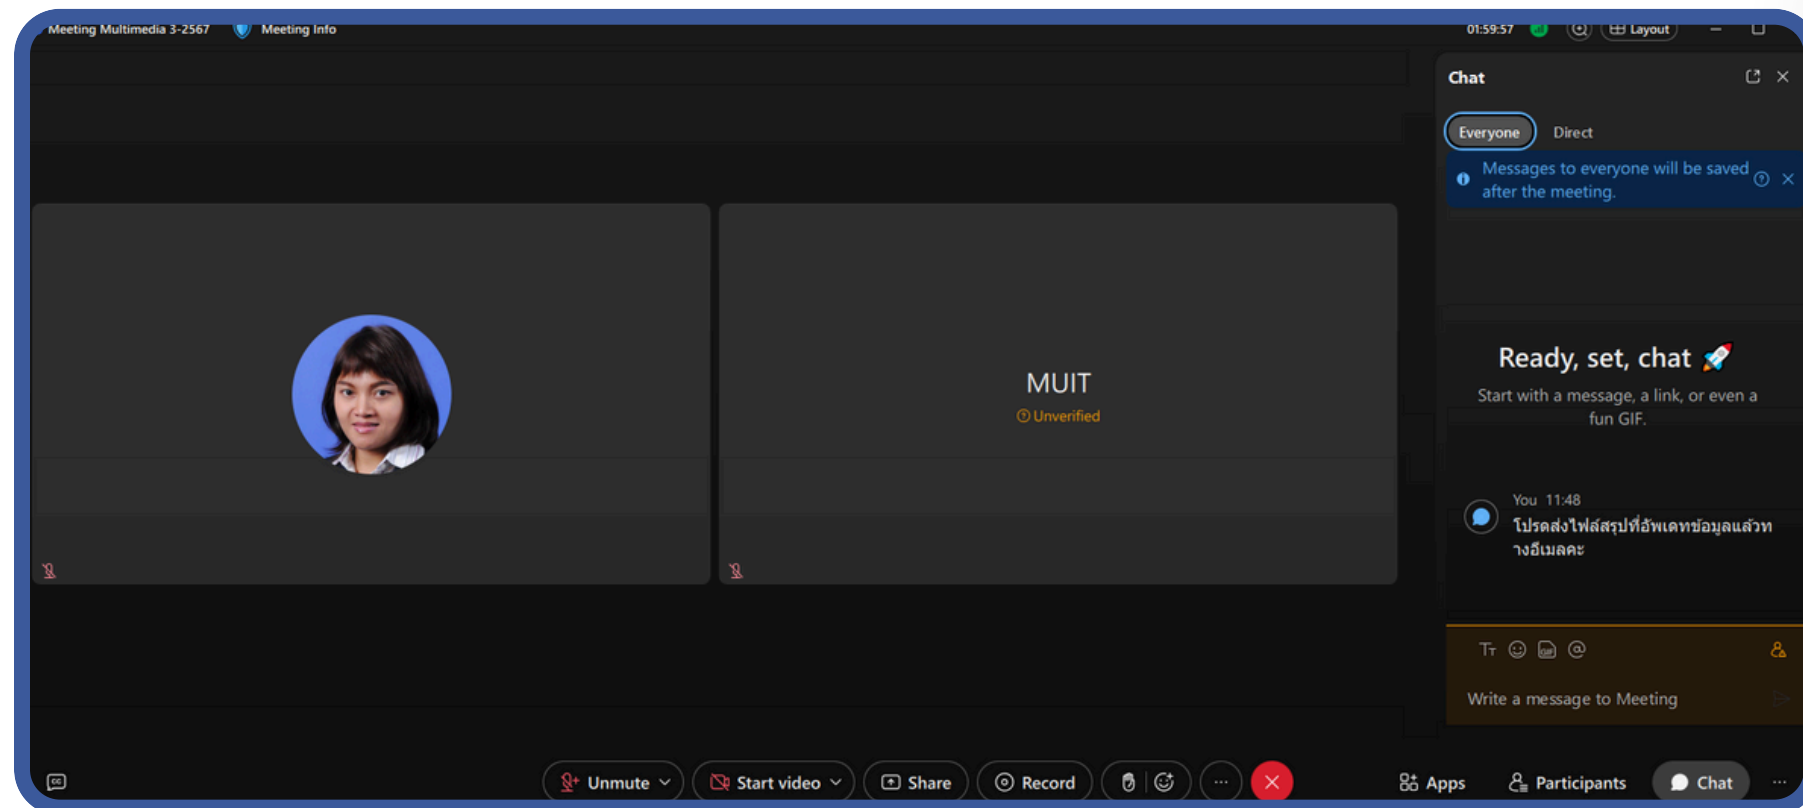 Meeting Multimedia 3-2567 Meeting Info 01:59:57 Layout
Chat
Everyone Direct
Messages to everyone will be saved
after the meeting.
MUIT
Unverified
Ready, set, chat 🚀
Start with a message, a link, or even a
fun GIF.
You 11:48
โปรดส่งไฟล์สรุปที่อัพเดทข้อมูลแล้วท
างอีเมลคะ
GIF @
Write a message to Meeting
CC Unmute Start video Share Record Apps Participants Chat